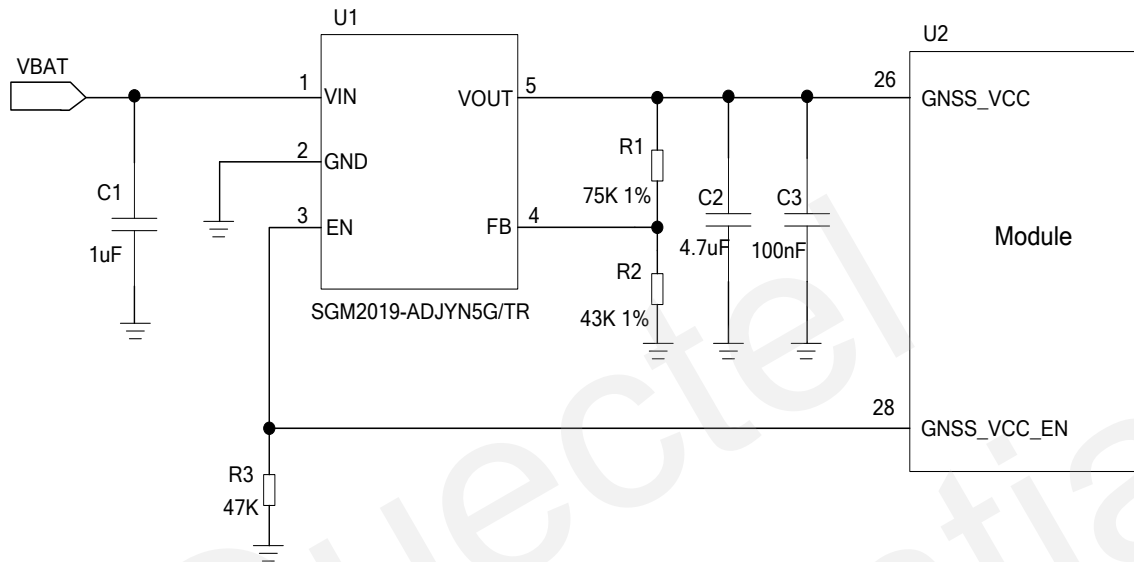 U1
U2
VBAT
1
VIN
VOUT
5
26
GNSS_VCC
2
GND
R1
75K 1%
C1
1uF
3
EN
FB
4
C2
4.7uF
C3
100nF
Module
R2
43K 1%
SGM2019-ADJYN5G/TR
28
GNSS_VCC_EN
R3
47K